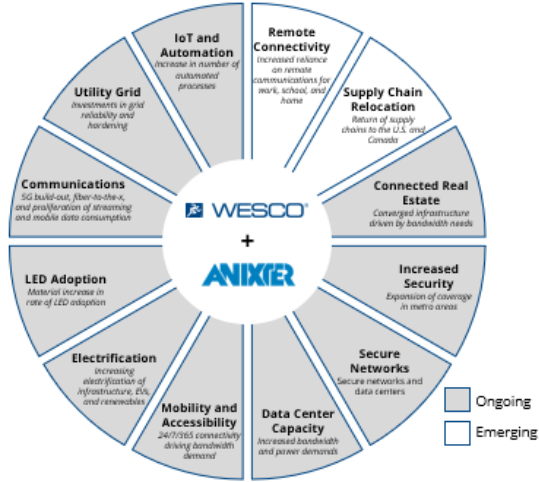 IoT and
Automation
Increase in number of
automated
processes
Remote
Connectivity
Increased reliance
on remote
communications for
work, school, and
home
Supply Chain
Relocation
Return of supply
chains to the U.S. and
Canada
Connected Real
Estate
Converged infrastructure
driven by bandwidth needs
Increased
Security
Expansion of coverage
in metro areas
Secure
Networks
Secure networks and
data centers
Data Center
Capacity
Increased bandwidth
and power demands
Mobility and
Accessibility
24/7/365 connectivity
driving bandwidth
demand
Electrification
Increasing
electrification of
infrastructure, EVs,
and renewables
LED Adoption
Material increase in
rate of LED adoption
Communications
5G build-out, fiber-to-the-x,
and proliferation of streaming
and mobile data consumption
Utility Grid
Investments in grid
reliability and
hardening
WESCO®
+
ANIXTER
Ongoing
Emerging